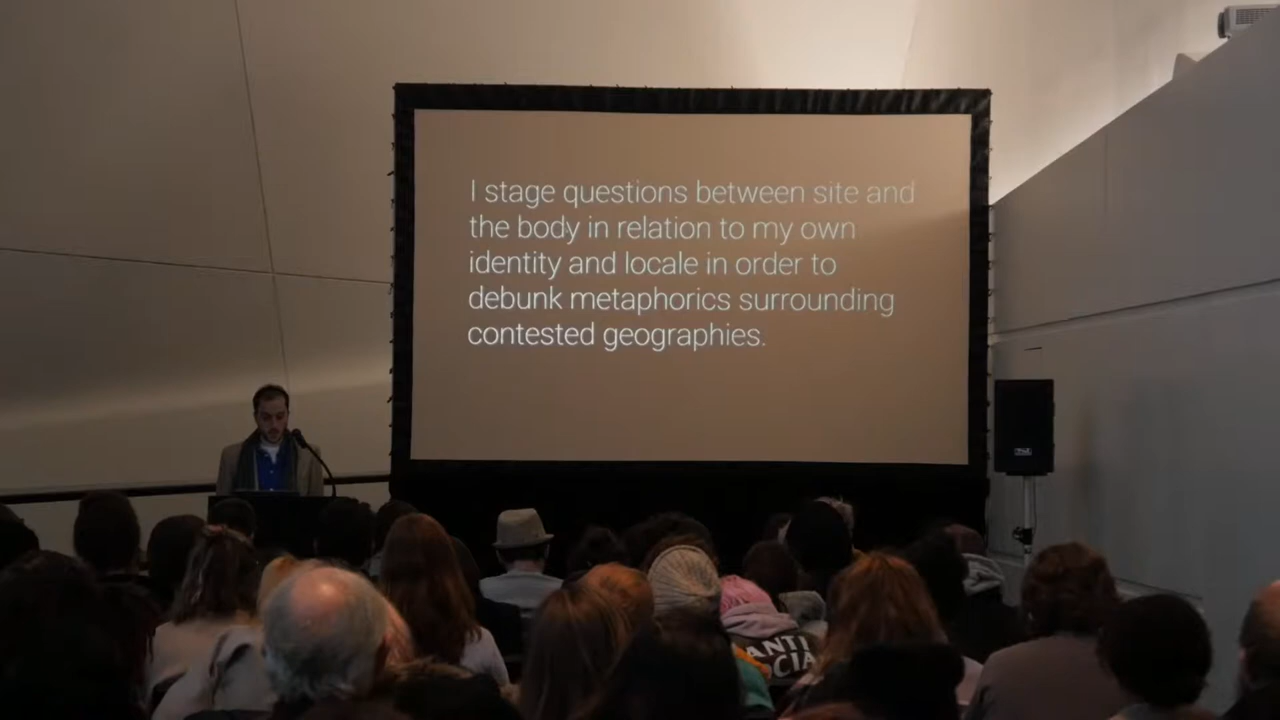 I stage questions between site and
the body in relation to my own
identity and locale in order to
debunk metaphorics surrounding
contested geographies.
ANTI